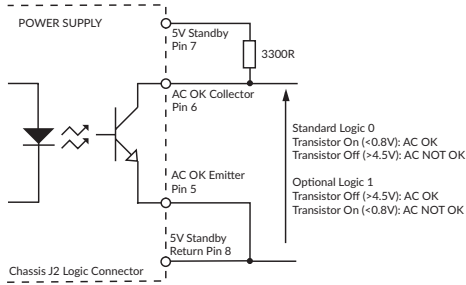 POWER SUPPLY
5V Standby
Pin 7
3300R
AC OK Collector
Pin 6
Standard Logic 0
Transistor On (<0.8V): AC OK
Transistor Off (>4.5V): AC NOT OK
Optional Logic 1
Transistor Off (>4.5V): AC OK
Transistor On (<0.8V): AC NOT OK
AC OK Emitter
Pin 5
5V Standby
Return Pin 8
Chassis J2 Logic Connector